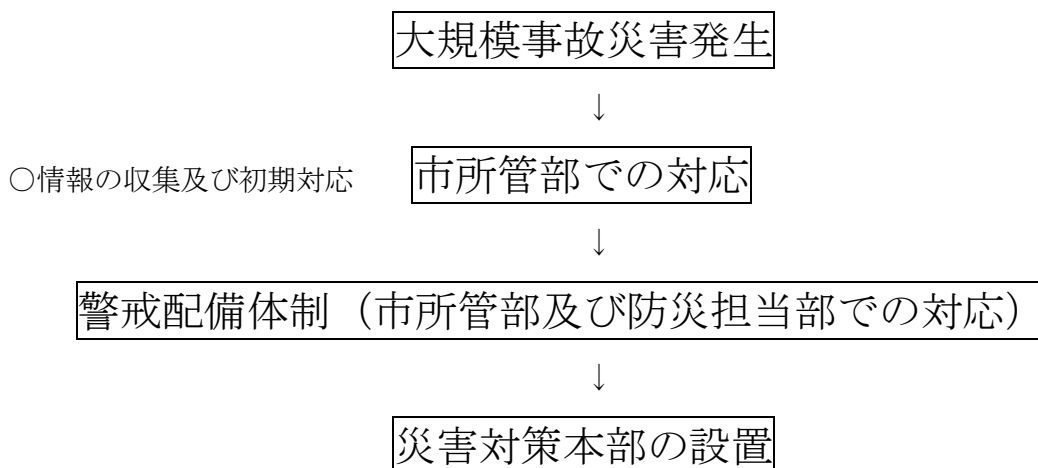 大規模事故災害発生
↓
○情報の収集及び初期対応 市所管部での対応
↓
警戒配備体制（市所管部及び防災担当部での対応）
↓
災害対策本部の設置